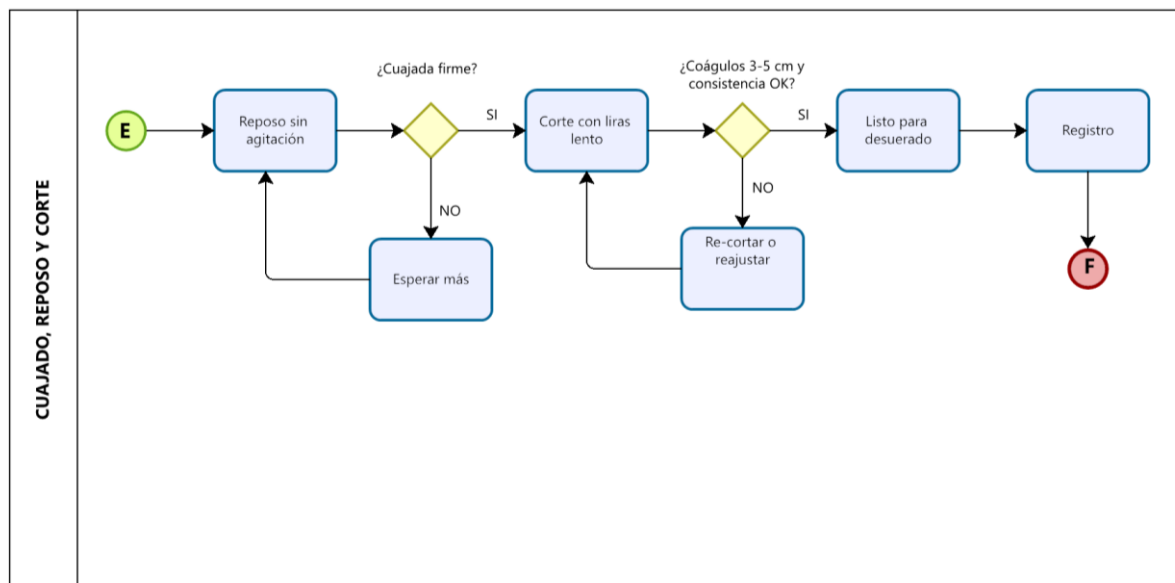 CUAJADO, REPOSO Y CORTE
E
Reposo sin
agitación
¿Cuajada firme?
SI
NO
Esperar más
Corte con liras
lento
¿Coágulos 3-5 cm y
consistencia OK?
SI
NO
Re-cortar o
reajustar
Listo para
desuerado
Registro
F